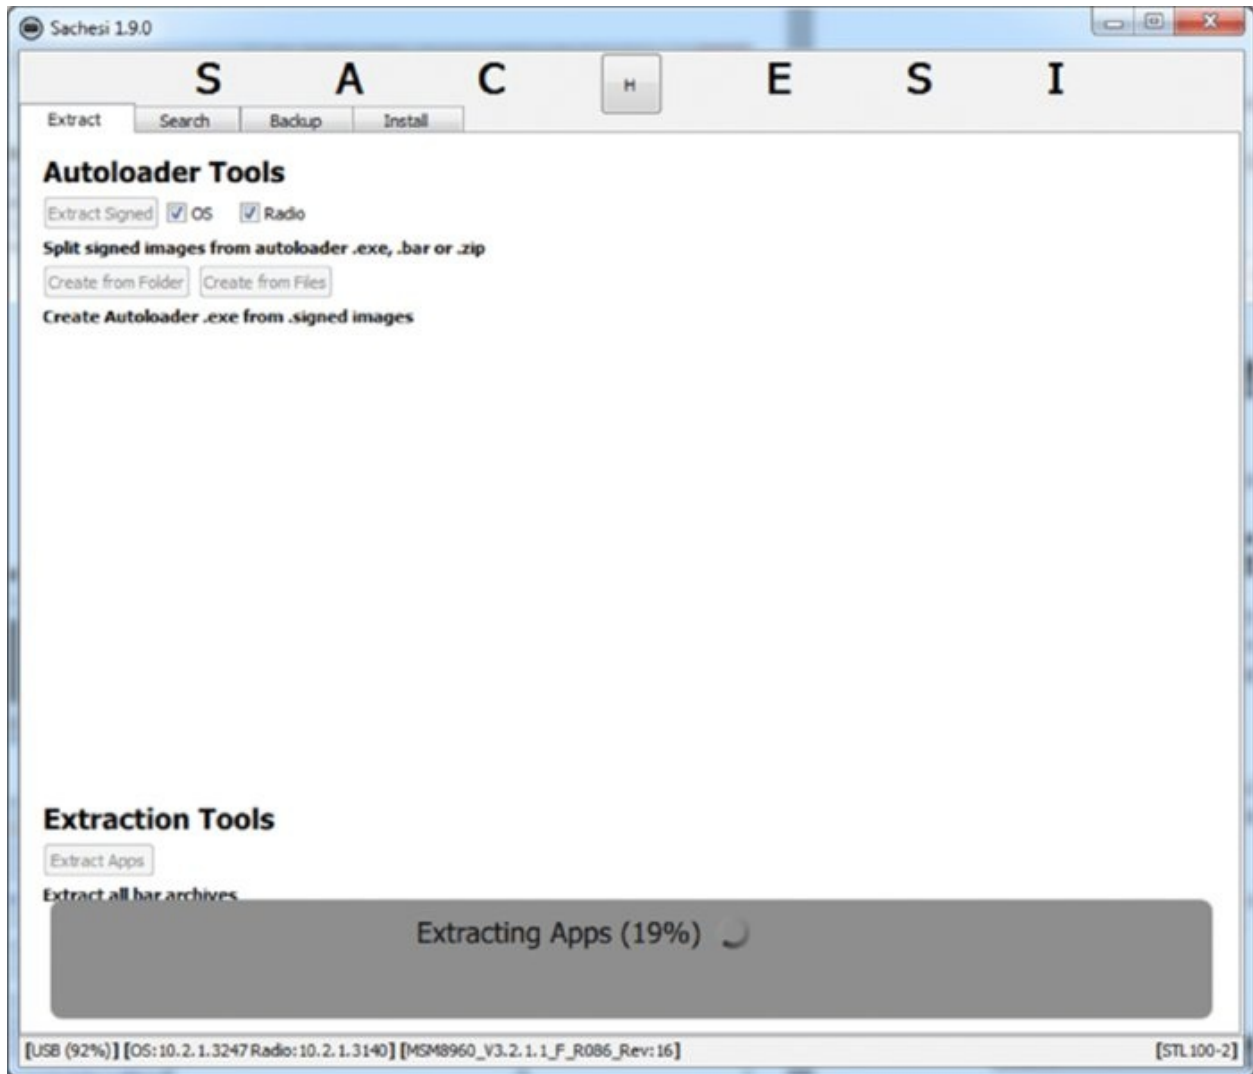 Sachesi 1.9.0
S A C H E S I
Extract Search Backup Install
Autoloader Tools
Extract Signed OS Radio
Split signed images from autoloader .exe, .bar or .zip
Create from Folder Create from Files
Create Autoloader .exe from .signed images
Extraction Tools
Extract Apps
Extract all bar archives
Extracting Apps (19%)
[USB (92%)] [OS:10.2.1.3247 Radio:10.2.1.3140] [MSM8960_V3.2.1.1_F_R086_Rev:16] [STL100-2]